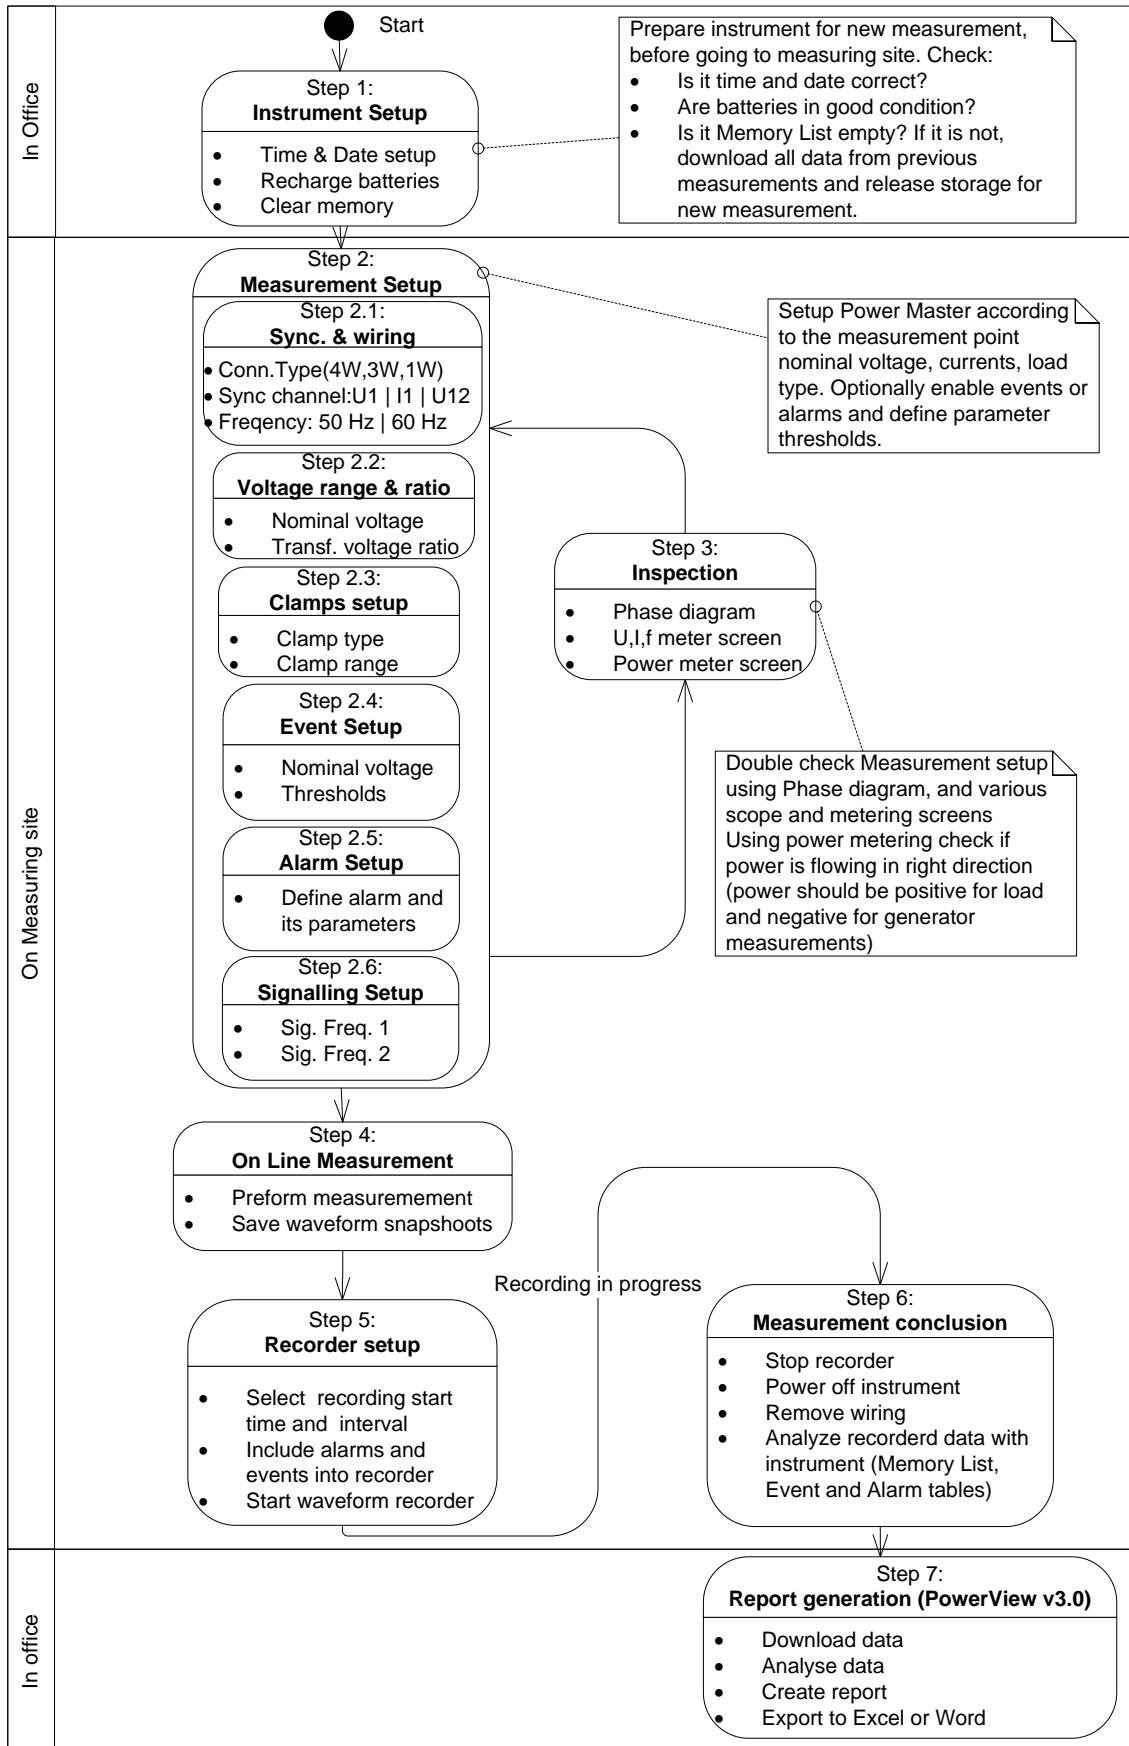 In Office
Start
Prepare instrument for new measurement,
before going to measuring site. Check:
• Is it time and date correct?
• Are batteries in good condition?
• Is it Memory List empty? If it is not,
download all data from previous
measurements and release storage for
new measurement.
Step 1:
Instrument Setup
• Time & Date setup
• Recharge batteries
• Clear memory
On Measuring site
Step 2:
Measurement Setup
Step 2.1:
Sync. & wiring
• Conn.Type(4W,3W,1W)
• Sync channel:U1 | I1 | U12
• Freqency: 50 Hz | 60 Hz
Setup Power Master according
to the measurement point
nominal voltage, currents, load
type. Optionally enable events or
alarms and define parameter
thresholds.
Step 2.2:
Voltage range & ratio
• Nominal voltage
• Transf. voltage ratio
Step 2.3:
Clamps setup
• Clamp type
• Clamp range
Step 3:
Inspection
• Phase diagram
• U,I,f meter screen
• Power meter screen
Step 2.4:
Event Setup
• Nominal voltage
• Thresholds
Double check Measurement setup
using Phase diagram, and various
scope and metering screens
Using power metering check if
power is flowing in right direction
(power should be positive for load
and negative for generator
measurements)
Step 2.5:
Alarm Setup
• Define alarm and
its parameters
Step 2.6:
Signalling Setup
• Sig. Freq. 1
• Sig. Freq. 2
Step 4:
On Line Measurement
• Preform measuremement
• Save waveform snapshoots
Recording in progress
Step 5:
Recorder setup
• Select recording start
time and interval
• Include alarms and
events into recorder
• Start waveform recorder
Step 6:
Measurement conclusion
• Stop recorder
• Power off instrument
• Remove wiring
• Analyze recorderd data with
instrument (Memory List,
Event and Alarm tables)
In office
Step 7:
Report generation (PowerView v3.0)
• Download data
• Analyse data
• Create report
• Export to Excel or Word